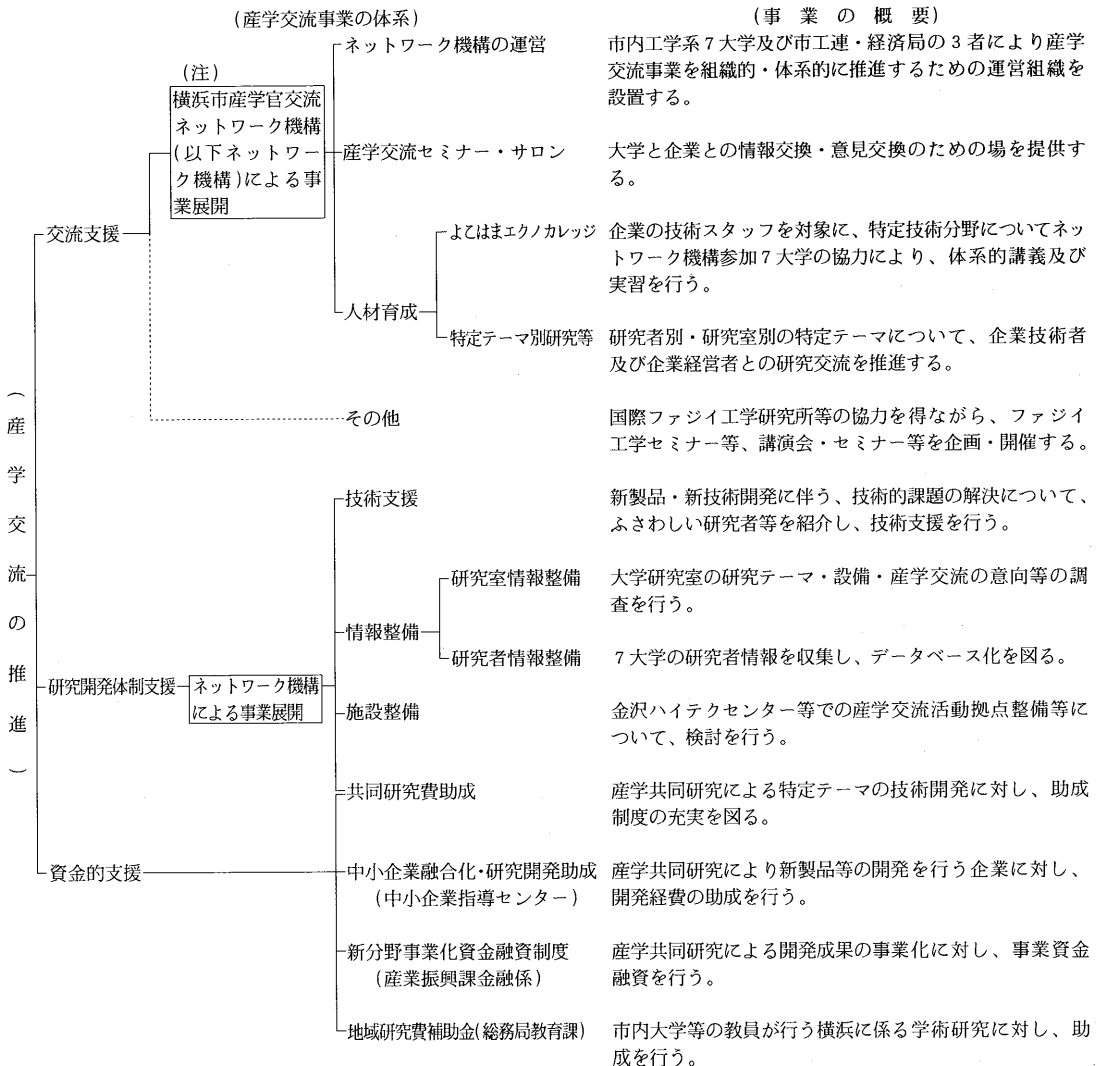 (産学交流事業の体系)
(事業の概要)
(産学交流の推進)
交流支援
(注)
横浜市産学官交流
ネットワーク機構
(以下ネットワー
ク機構)による事
業展開
ネットワーク機構の運営
市内工学系7大学及び市工連・経済局の3者により産学
交流事業を組織的・体系的に推進するための運営組織を
設置する。
産学交流セミナー・サロン
大学と企業との情報交換・意見交換のための場を提供す
る。
人材育成
よこはまエクノカレッジ
企業の技術スタッフを対象に、特定技術分野についてネッ
トワーク機構参加7大学の協力により、体系的講義及び
実習を行う。
特定テーマ別研究等
研究者別・研究室別の特定テーマについて、企業技術者
及び企業経営者との研究交流を推進する。
その他
国際ファジイ工学研究所等の協力を得ながら、ファジイ
工学セミナー等、講演会・セミナー等を企画・開催する。
研究開発体制支援
ネットワーク機構
による事業展開
技術支援
新製品・新技術開発に伴う、技術的課題の解決について、
ふさわしい研究者等を紹介し、技術支援を行う。
情報整備
研究室情報整備
大学研究室の研究テーマ・設備・産学交流の意向等の調
査を行う。
研究者情報整備
7大学の研究者情報を収集し、データベース化を図る。
施設整備
金沢ハイテクセンター等での産学交流活動拠点整備等に
ついて、検討を行う。
共同研究費助成
産学共同研究による特定テーマの技術開発に対し、助成
制度の充実を図る。
資金的支援
中小企業融合化・研究開発助成
(中小企業指導センター)
産学共同研究により新製品等の開発を行う企業に対し、
開発経費の助成を行う。
新分野事業化資金融資制度
(産業振興課金融係)
産学共同研究による開発成果の事業化に対し、事業資金
融資を行う。
地域研究費補助金(総務局教育課)
市内大学等の教員が行う横浜に係る学術研究に対し、助
成を行う。